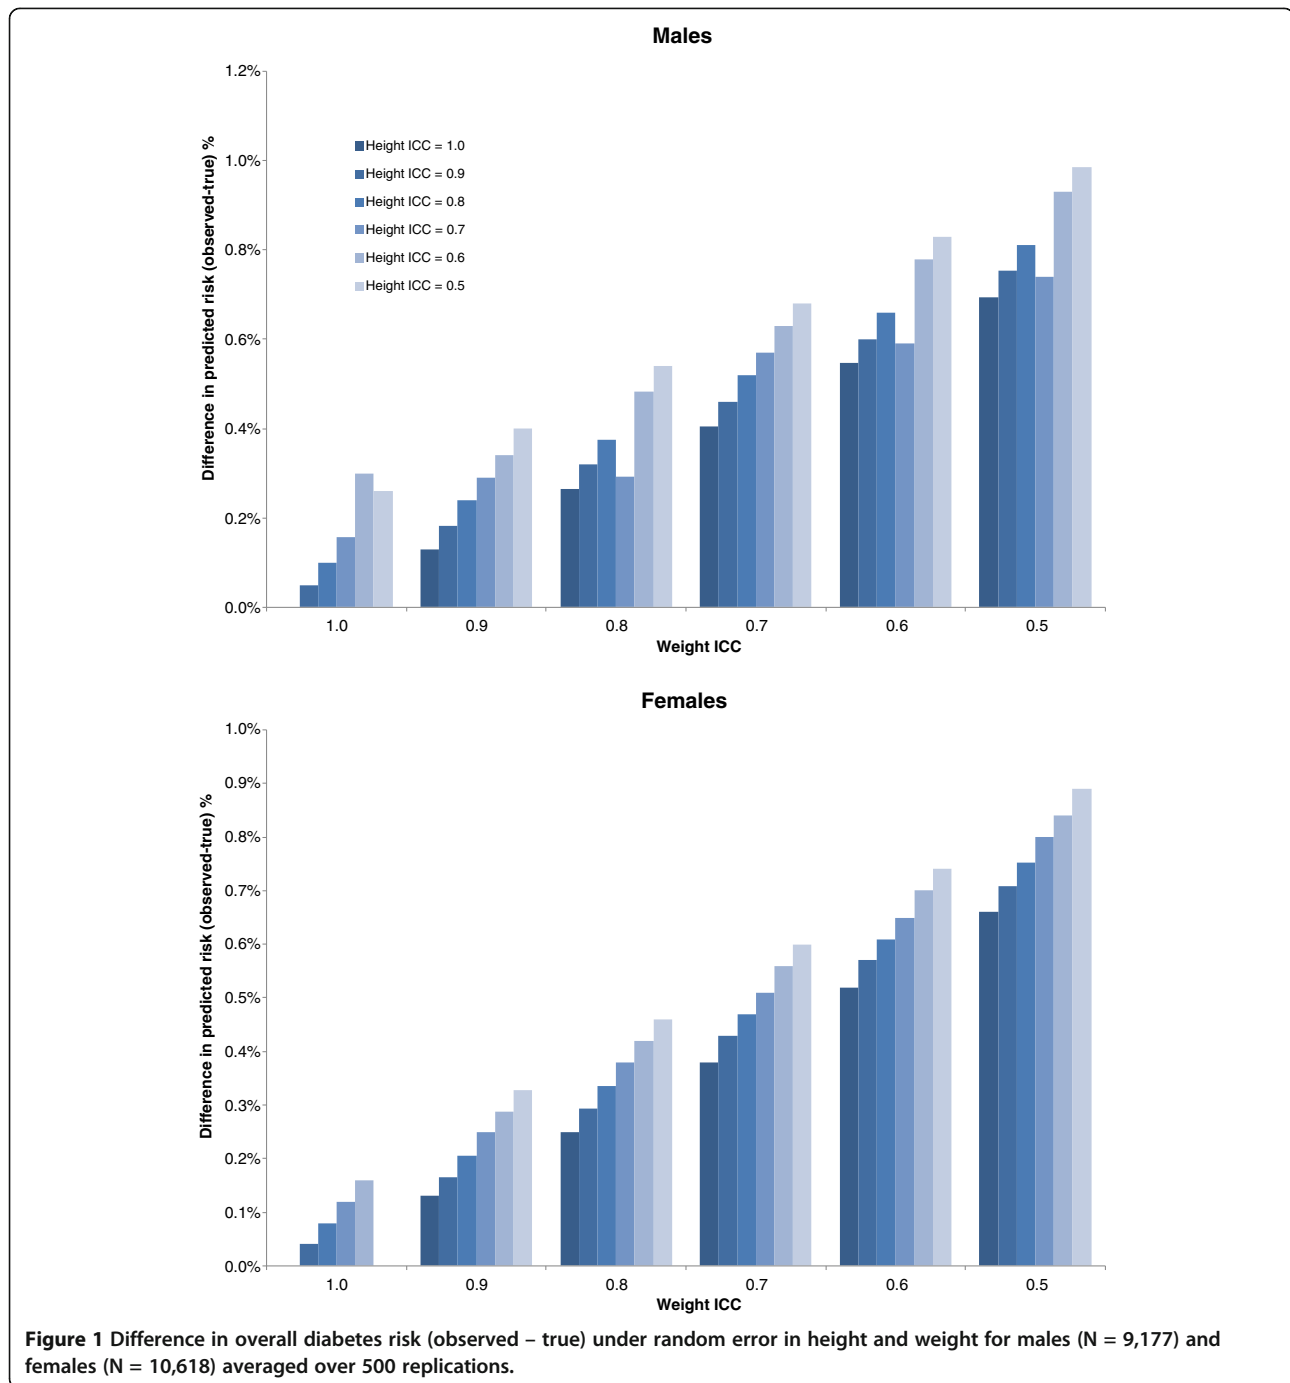 Males
Difference in predicted risk (observed-true) %
1.2%
1.0%
0.8%
0.6%
0.4%
0.2%
0.0%
Height ICC = 1.0
Height ICC = 0.9
Height ICC = 0.8
Height ICC = 0.7
Height ICC = 0.6
Height ICC = 0.5
1.0 0.9 0.8 0.7 0.6 0.5
Weight ICC
Females
Difference in predicted risk (observed-true) %
1.0%
0.9%
0.8%
0.7%
0.6%
0.5%
0.4%
0.3%
0.2%
0.1%
0.0%
1.0 0.9 0.8 0.7 0.6 0.5
Weight ICC
Figure 1 Difference in overall diabetes risk (observed – true) under random error in height and weight for males (N = 9,177) and
females (N = 10,618) averaged over 500 replications.